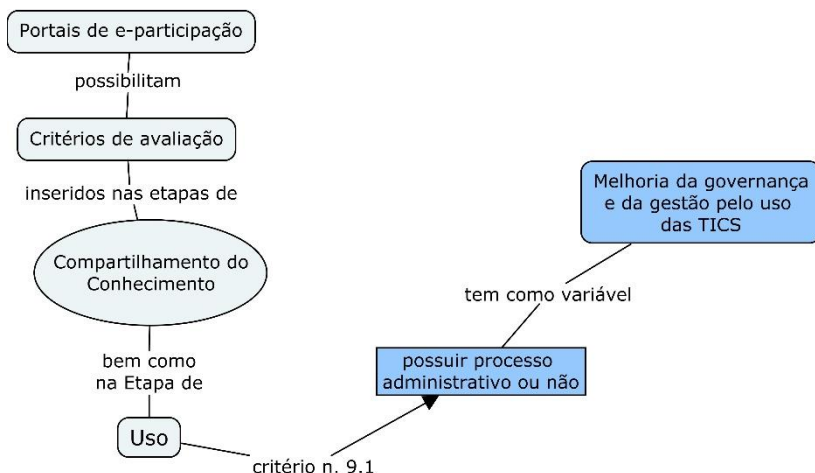 Portais de e-participação
possibilitam
Critérios de avaliação
inseridos nas etapas de
Compartilhamento do
Conhecimento
bem como
na Etapa de
Uso
critério n. 9.1
possuir processo
administrativo ou não
tem como variável
Melhoria da governança
e da gestão pelo uso
das TICS